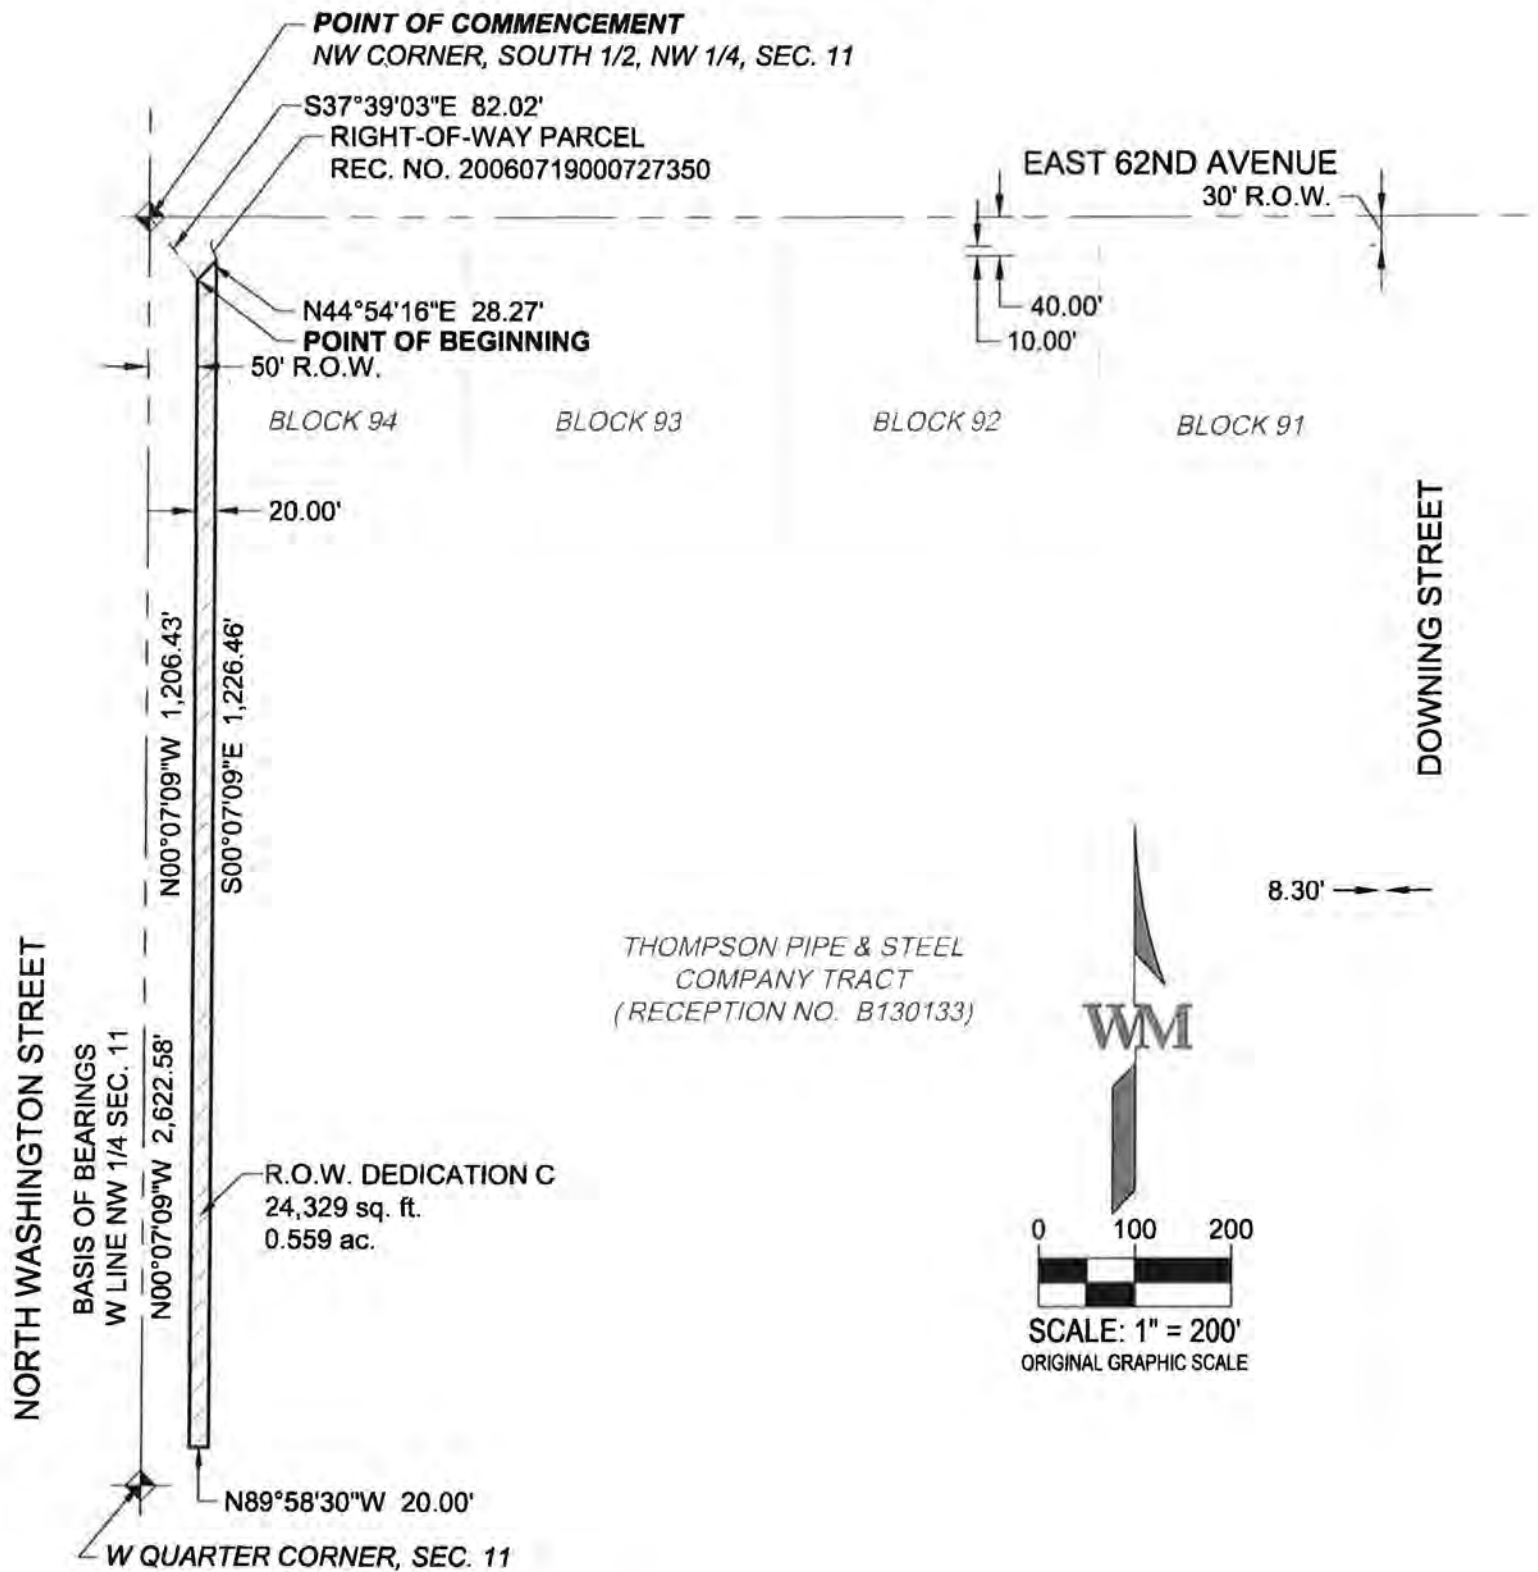 POINT OF COMMENCEMENT
NW CORNER, SOUTH 1/2, NW 1/4, SEC. 11
S37°39'03"E 82.02'
RIGHT-OF-WAY PARCEL
REC. NO. 20060719000727350
EAST 62ND AVENUE
30' R.O.W.
N44°54'16"E 28.27'
POINT OF BEGINNING
50' R.O.W.
40.00'
10.00'
BLOCK 94
BLOCK 93
BLOCK 92
BLOCK 91
20.00'
DOWNING STREET
N00°07'09"W 1,206.43'
S00°07'09"E 1,226.46'
8.30'
THOMPSON PIPE & STEEL
COMPANY TRACT
(RECEPTION NO. B130133)
WM
NORTH WASHINGTON STREET
BASIS OF BEARINGS
W LINE NW 1/4 SEC. 11
N00°07'09"W 2,622.58'
R.O.W. DEDICATION C
24,329 sq. ft.
0.559 ac.
0 100 200
SCALE: 1" = 200'
ORIGINAL GRAPHIC SCALE
N89°58'30"W 20.00'
W QUARTER CORNER, SEC. 11